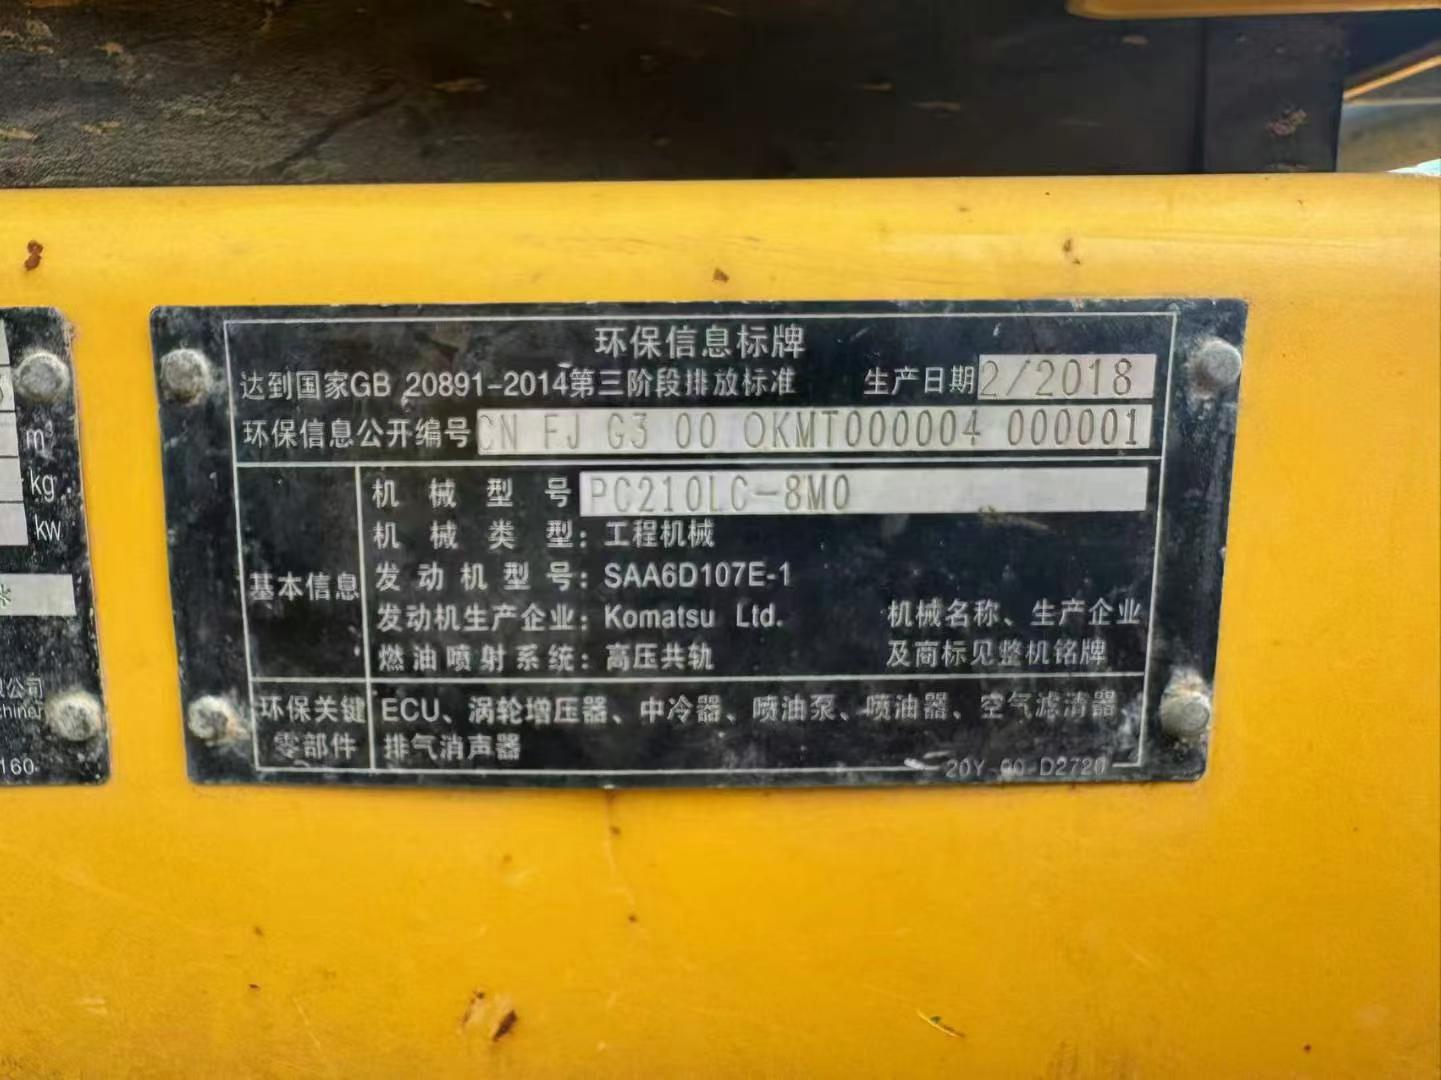 环保信息标牌
达到国家GB 20891-2014第三阶段排放标准 生产日期 2/2018
环保信息公开编号 CN FJ G3 00 0KMT000004 000001
基本信息
机械型号 PC210LC-8M0
机械类型：工程机械
发动机型号：SAA6D107E-1
发动机生产企业：Komatsu Ltd.
燃油喷射系统：高压共轨
机械名称、生产企业
及商标见整机铭牌
环保关键
零部件
ECU、涡轮增压器、中冷器、喷油泵、喷油器、空气滤清器、
排气消声器
20Y-00-D2720
m³
kg
kw
*
公司
160